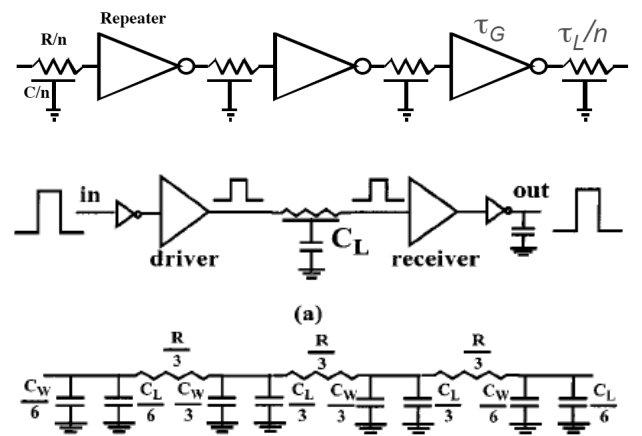 Repeater
R/n
C/n
τG
τL/n
in
out
driver
CL
receiver
(a)
R
3
R
3
R
3
CW
6
CL
6
CW
3
CL
3
CW
3
CL
3
CW
6
CL
6